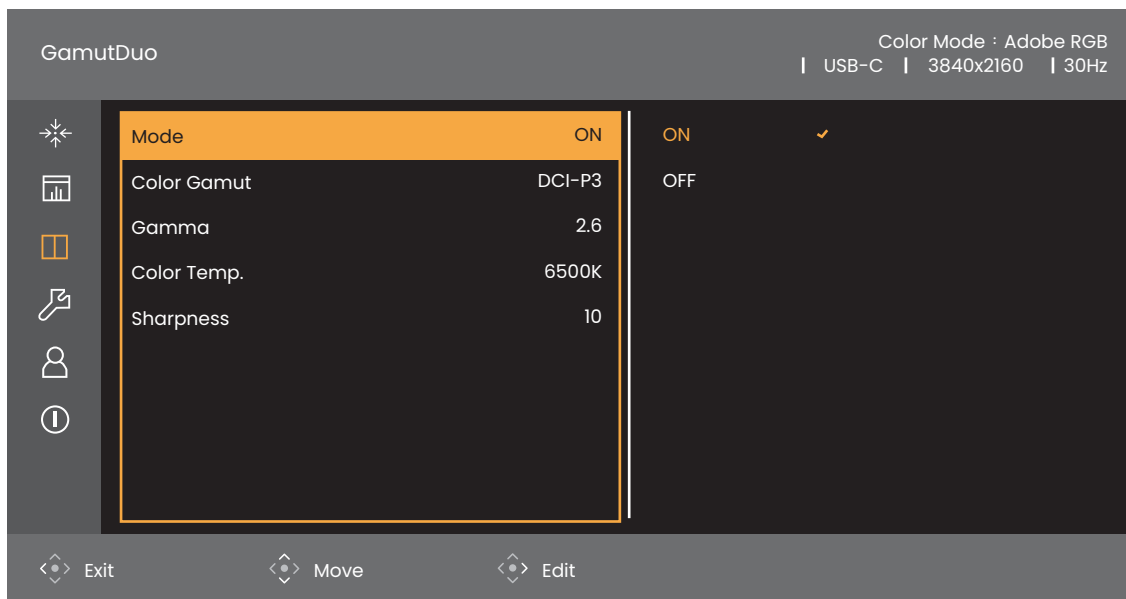 GamutDuo
Color Mode : Adobe RGB
| USB-C | 3840x2160 | 30Hz
Mode ON ON
Color Gamut DCI-P3 OFF
Gamma 2.6
Color Temp. 6500K
Sharpness 10
Exit Move Edit